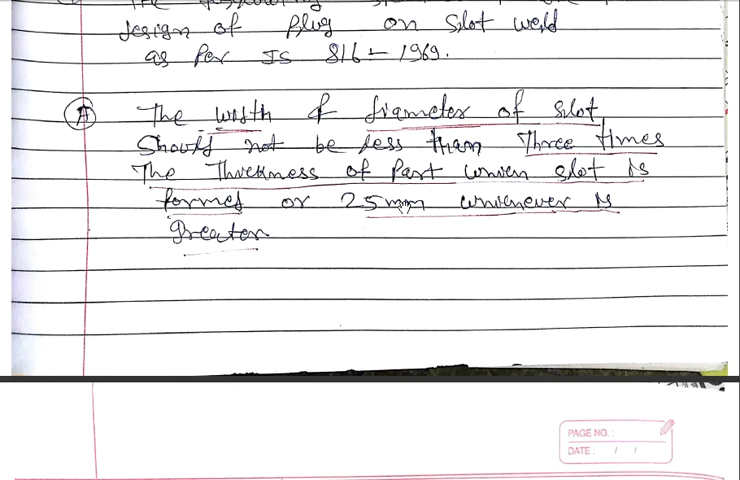 design of plug on slot weld
as per IS 816-1969.
(A) The width & diameter of slot
Should not be less than Three times
The Thickness of Part which slot is
formed or 25mm whichever is
greater
PAGE NO. :
DATE : / /